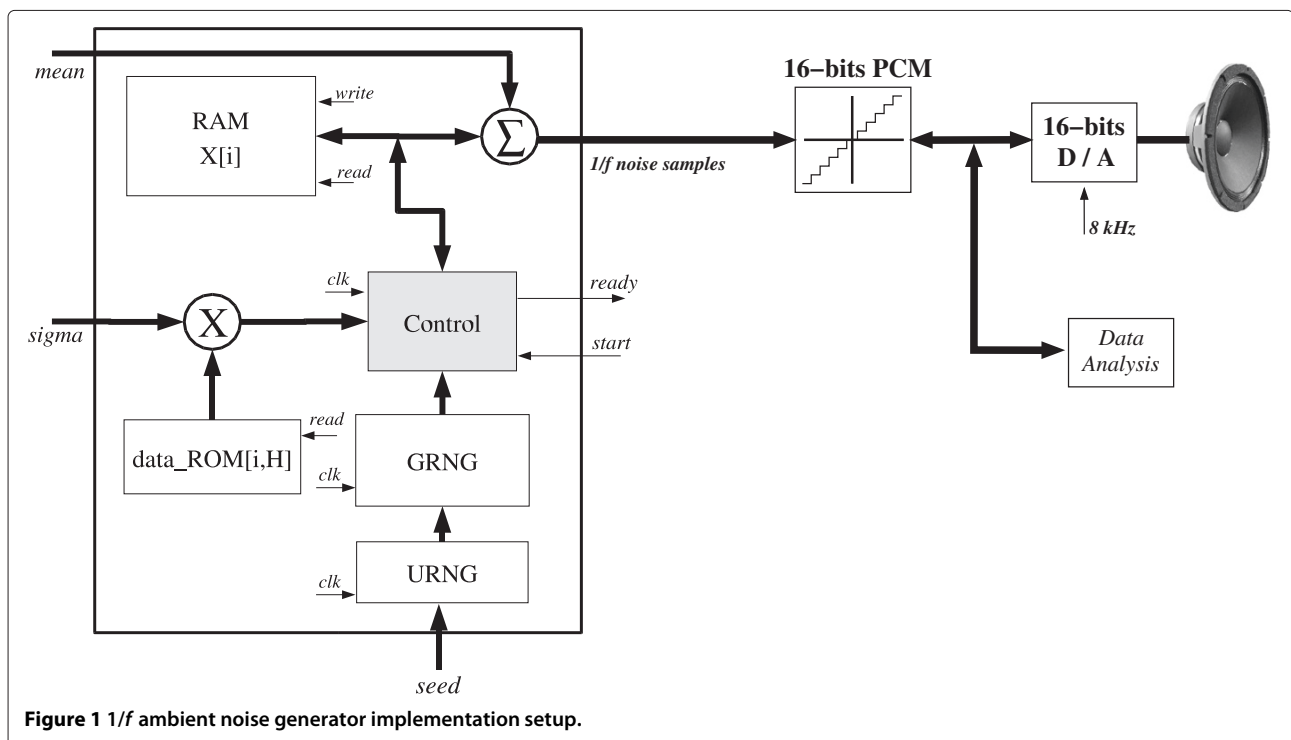 mean
RAM
X[i]
write
read
Σ
1/f noise samples
16–bits PCM
16–bits
D / A
8 kHz
clk
Control
ready
start
sigma
X
read
data_ROM[i,H]
clk
GRNG
clk
URNG
seed
Data
Analysis
Figure 1 1/f ambient noise generator implementation setup.